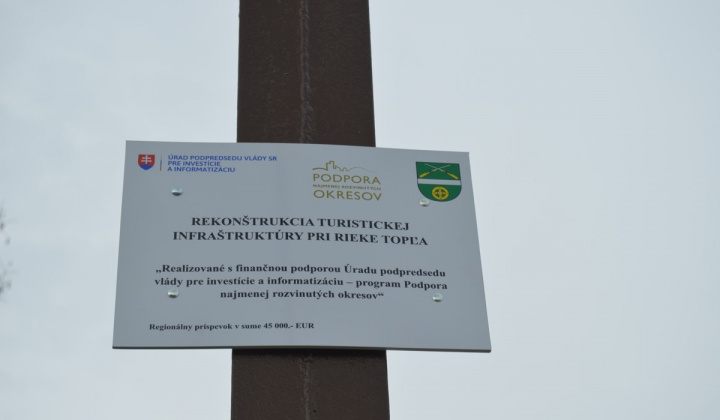 ÚRAD PODPREDSEDU VLÁDY SR
PRE INVESTÍCIE
A INFORMATIZÁCIU
PODPORA
NAJMENEJ ROZVINUTÝCH
OKRESOV
REKONŠTRUKCIA TURISTICKEJ
INFRAŠTRUKTÚRY PRI RIEKE TOPĽA
„Realizované s finančnou podporou Úradu podpredsedu
vlády pre investície a informatizáciu – program Podpora
najmenej rozvinutých okresov“
Regionálny príspevok v sume 45 000.- EUR